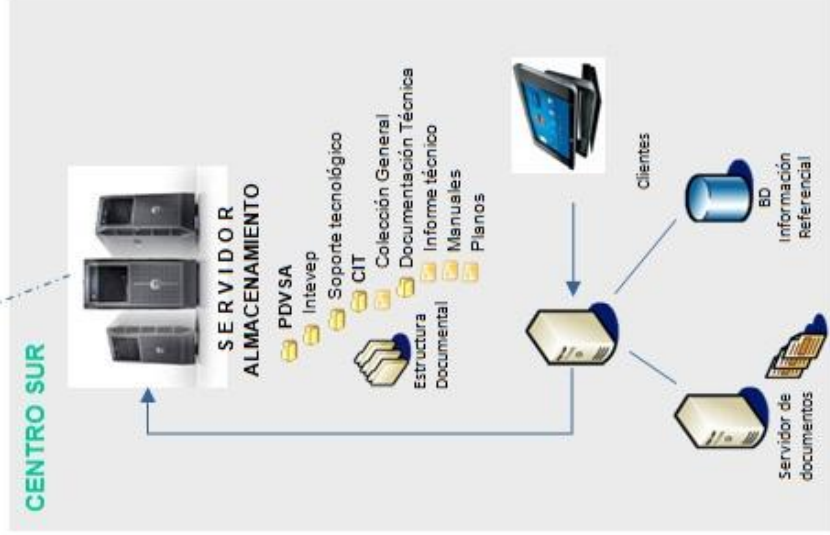 CENTRO SUR
SERVIDOR
ALMACENAMIENTO
PDVSA
Intevep
Soporte tecnológico
CIT
Colección General
Documentación Técnica
Informe técnico
Manuales
Planos
Estructura
Documental
clientes
BD
Información
Referencial
Servidor de
documentos